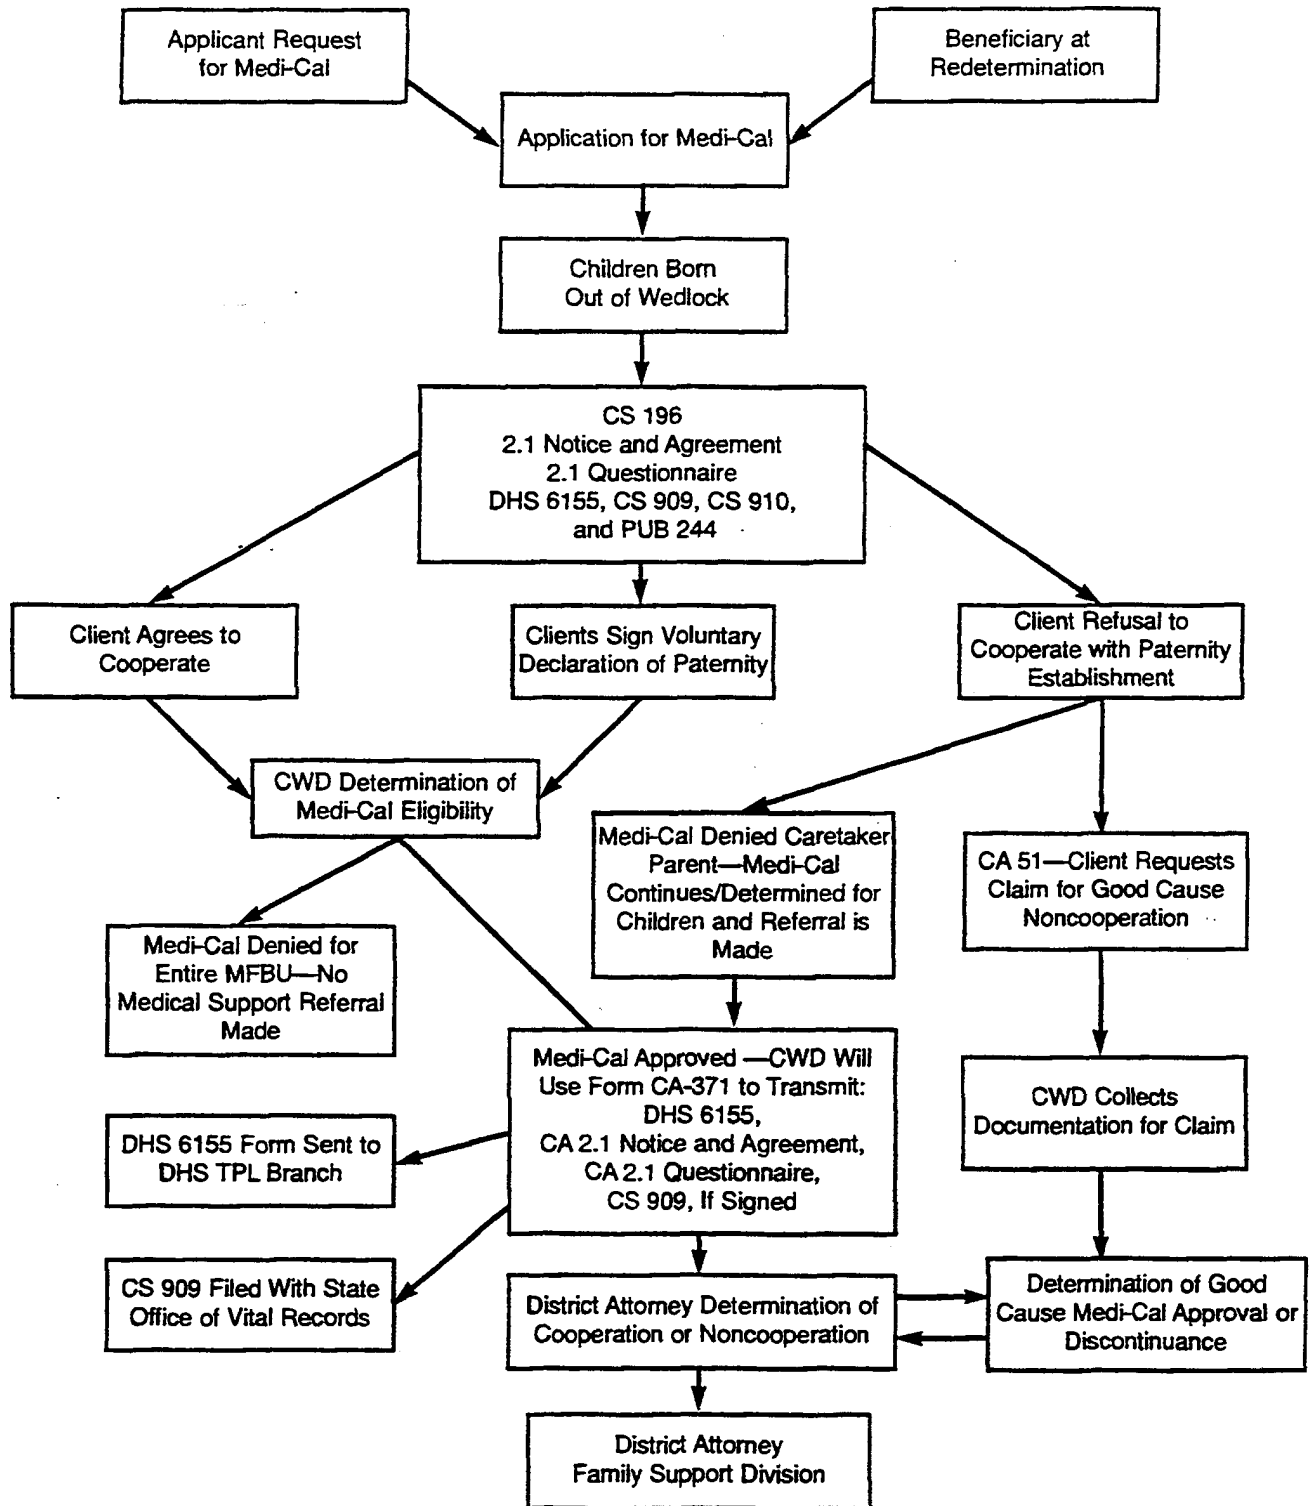 Applicant Request
for Medi-Cal
Beneficiary at
Redetermination
Application for Medi-Cal
Children Born
Out of Wedlock
CS 196
2.1 Notice and Agreement
2.1 Questionnaire
DHS 6155, CS 909, CS 910,
and PUB 244
Client Agrees to
Cooperate
Clients Sign Voluntary
Declaration of Paternity
Client Refusal to
Cooperate with Paternity
Establishment
CWD Determination of
Medi-Cal Eligibility
Medi-Cal Denied Caretaker
Parent—Medi-Cal
Continues/Determined for
Children and Referral is
Made
CA 51—Client Requests
Claim for Good Cause
Noncooperation
Medi-Cal Denied for
Entire MFBU—No
Medical Support Referral
Made
Medi-Cal Approved —CWD Will
Use Form CA-371 to Transmit:
DHS 6155,
CA 2.1 Notice and Agreement,
CA 2.1 Questionnaire,
CS 909, If Signed
CWD Collects
Documentation for Claim
DHS 6155 Form Sent to
DHS TPL Branch
CS 909 Filed With State
Office of Vital Records
District Attorney Determination of
Cooperation or Noncooperation
Determination of Good
Cause Medi-Cal Approval or
Discontinuance
District Attorney
Family Support Division